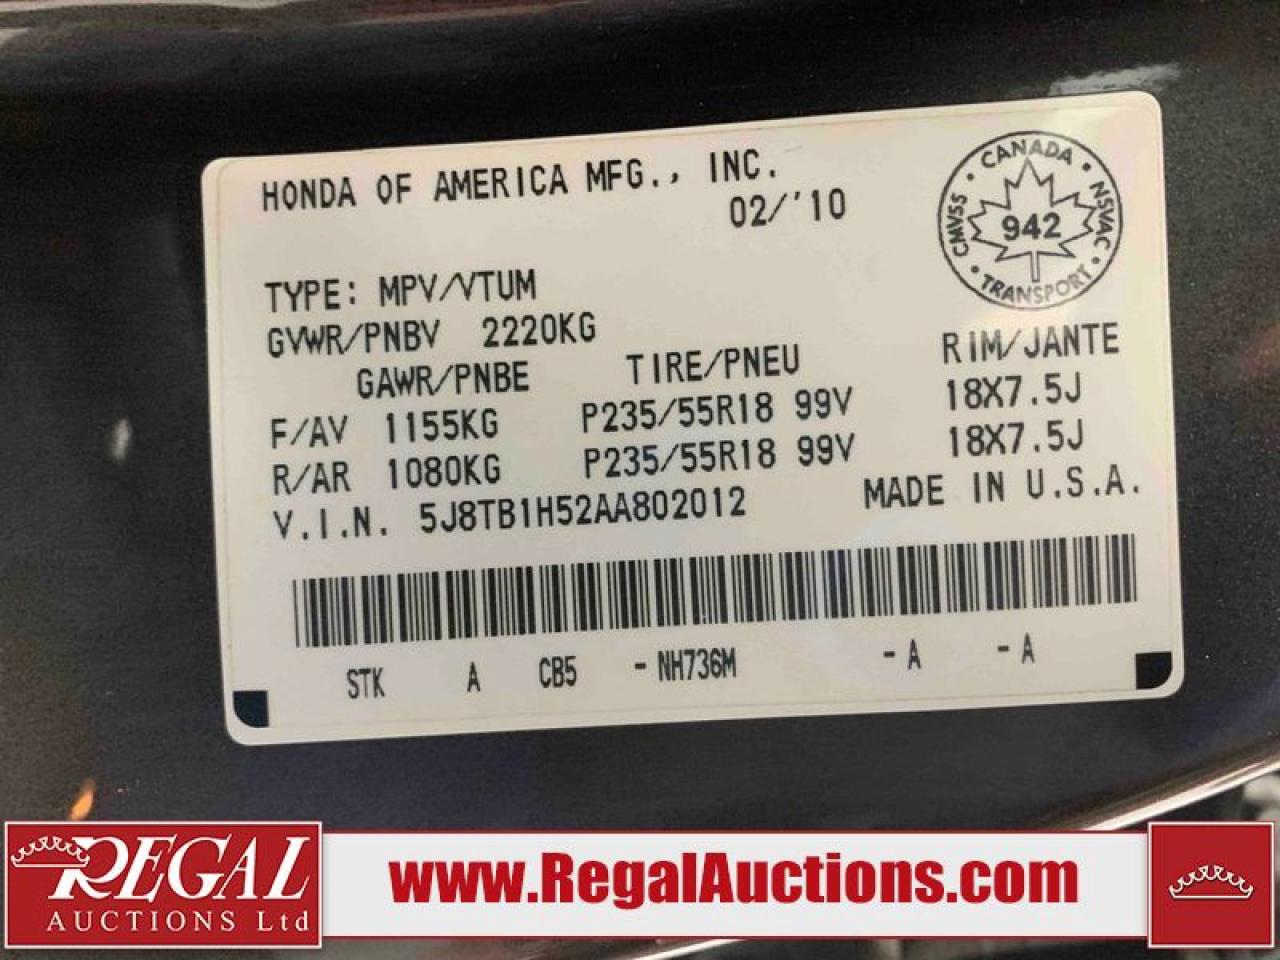 HONDA OF AMERICA MFG., INC.
02/'10
CANADA
CMVSS • 942 • NSVAC
TRANSPORT
TYPE: MPV/VTUM
GVWR/PNBV 2220KG
GAWR/PNBE TIRE/PNEU RIM/JANTE
F/AV 1155KG P235/55R18 99V 18X7.5J
R/AR 1080KG P235/55R18 99V 18X7.5J
V.I.N. 5J8TB1H52AA802012 MADE IN U.S.A.
STK A CB5 - NH736M - A - A
REGAL
AUCTIONS Ltd
www.RegalAuctions.com